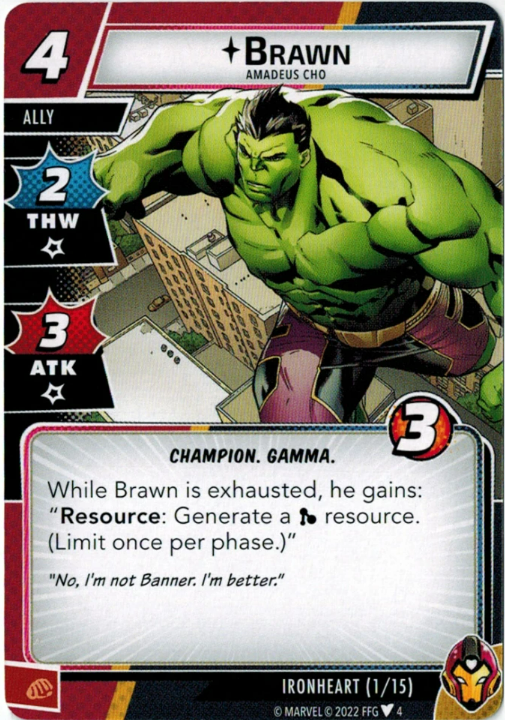 4
BRAWN
AMADEUS CHO
ALLY
2
THW
3
ATK
3
CHAMPION. GAMMA.
While Brawn is exhausted, he gains:
“Resource: Generate a resource.
(Limit once per phase.)”
"No, I'm not Banner. I'm better."
IRONHEART (1/15)
© MARVEL © 2022 FFG 4